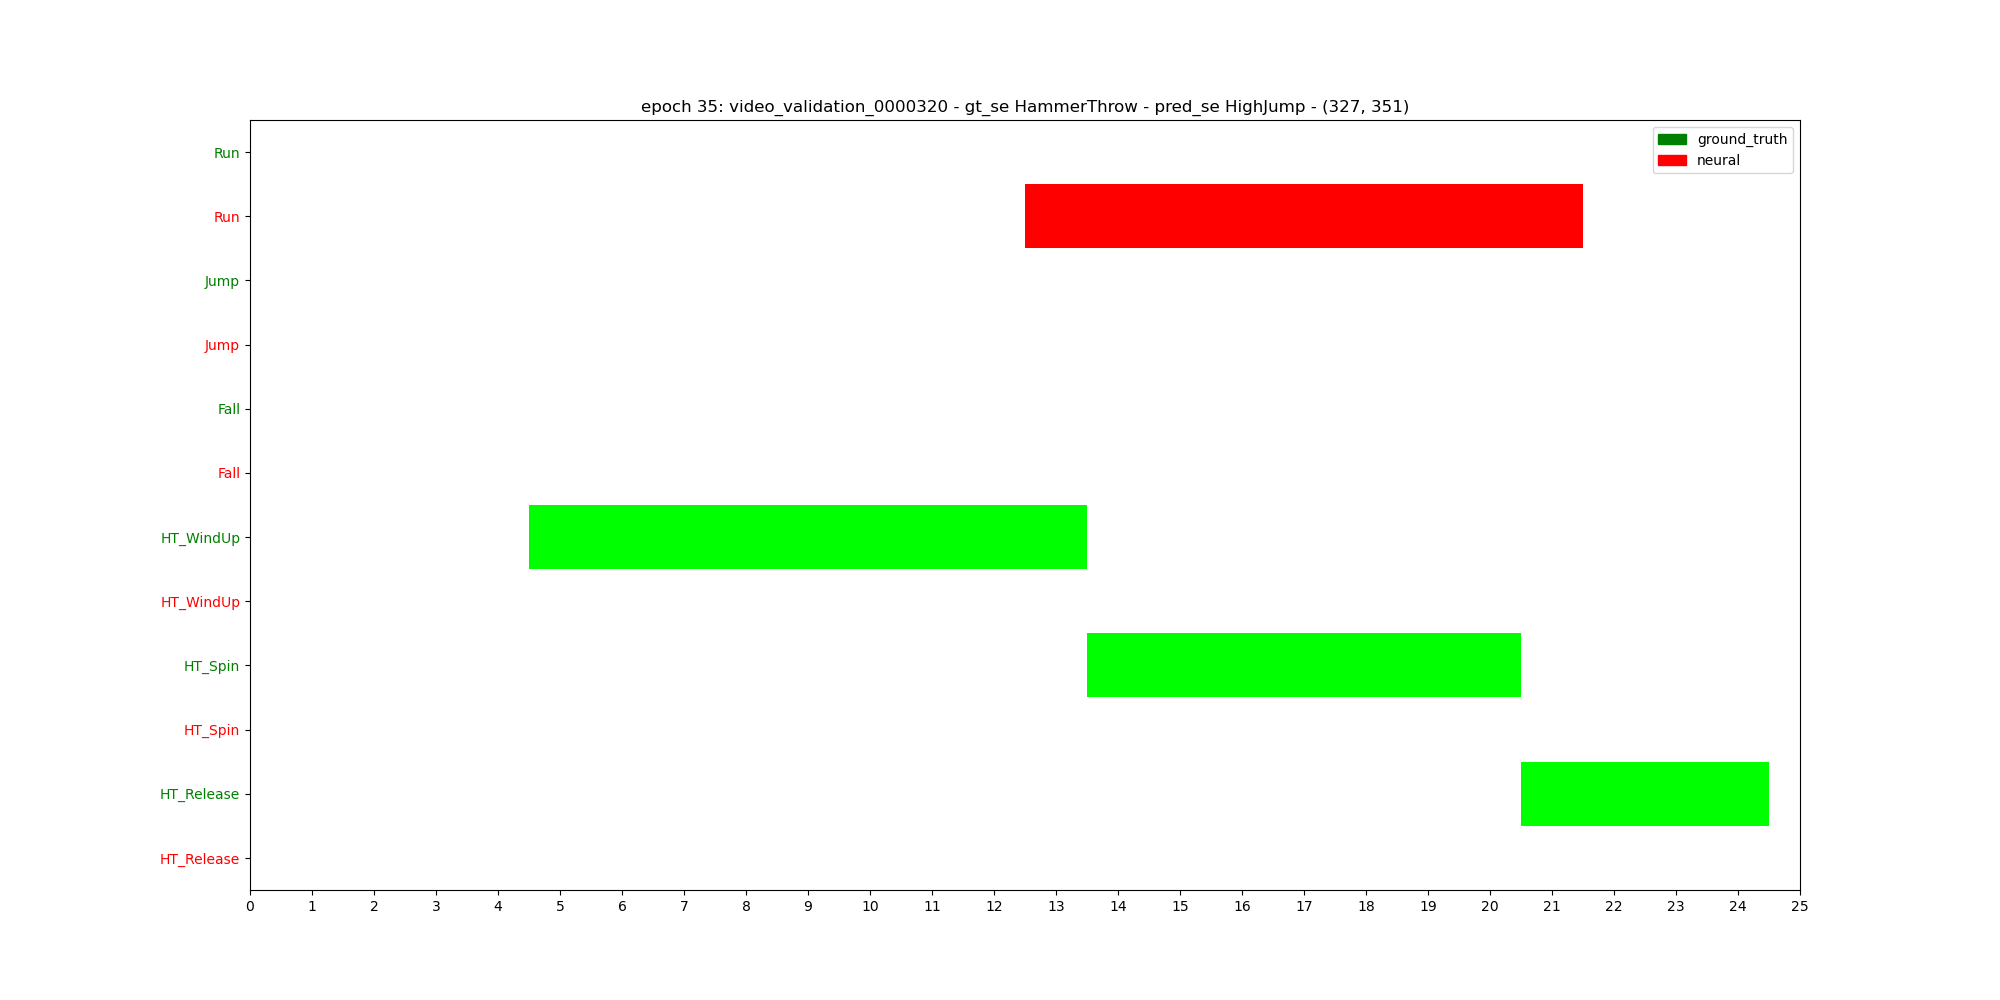 epoch 35: video_validation_0000320 - gt_se HammerThrow - pred_se HighJump - (327, 351)
ground_truth
neural
Run
Run
Jump
Jump
Fall
Fall
HT_WindUp
HT_WindUp
HT_Spin
HT_Spin
HT_Release
HT_Release
0 1 2 3 4 5 6 7 8 9 10 11 12 13 14 15 16 17 18 19 20 21 22 23 24 25